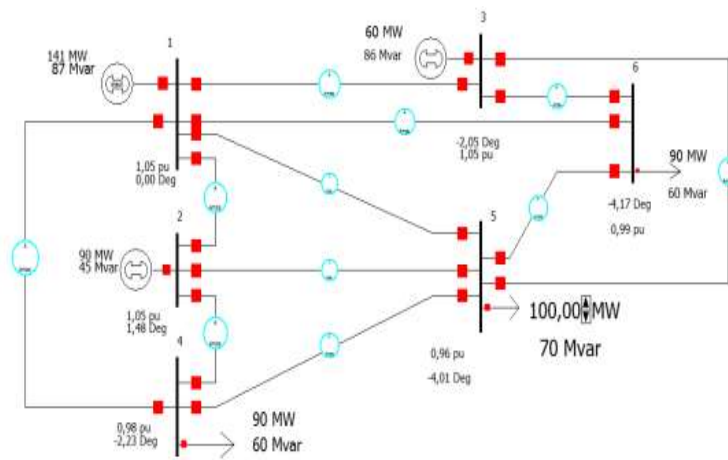 1
141 MW
87 Mvar
1,05 pu
0,00 Deg
3
60 MW
86 Mvar
-2,05 Deg
1,05 pu
6
90 MW
60 Mvar
-4,17 Deg
0,99 pu
2
90 MW
45 Mvar
1,05 pu
1,48 Deg
5
100,00 MW
70 Mvar
0,96 pu
-4,01 Deg
4
0,98 pu
-2,23 Deg
90 MW
60 Mvar